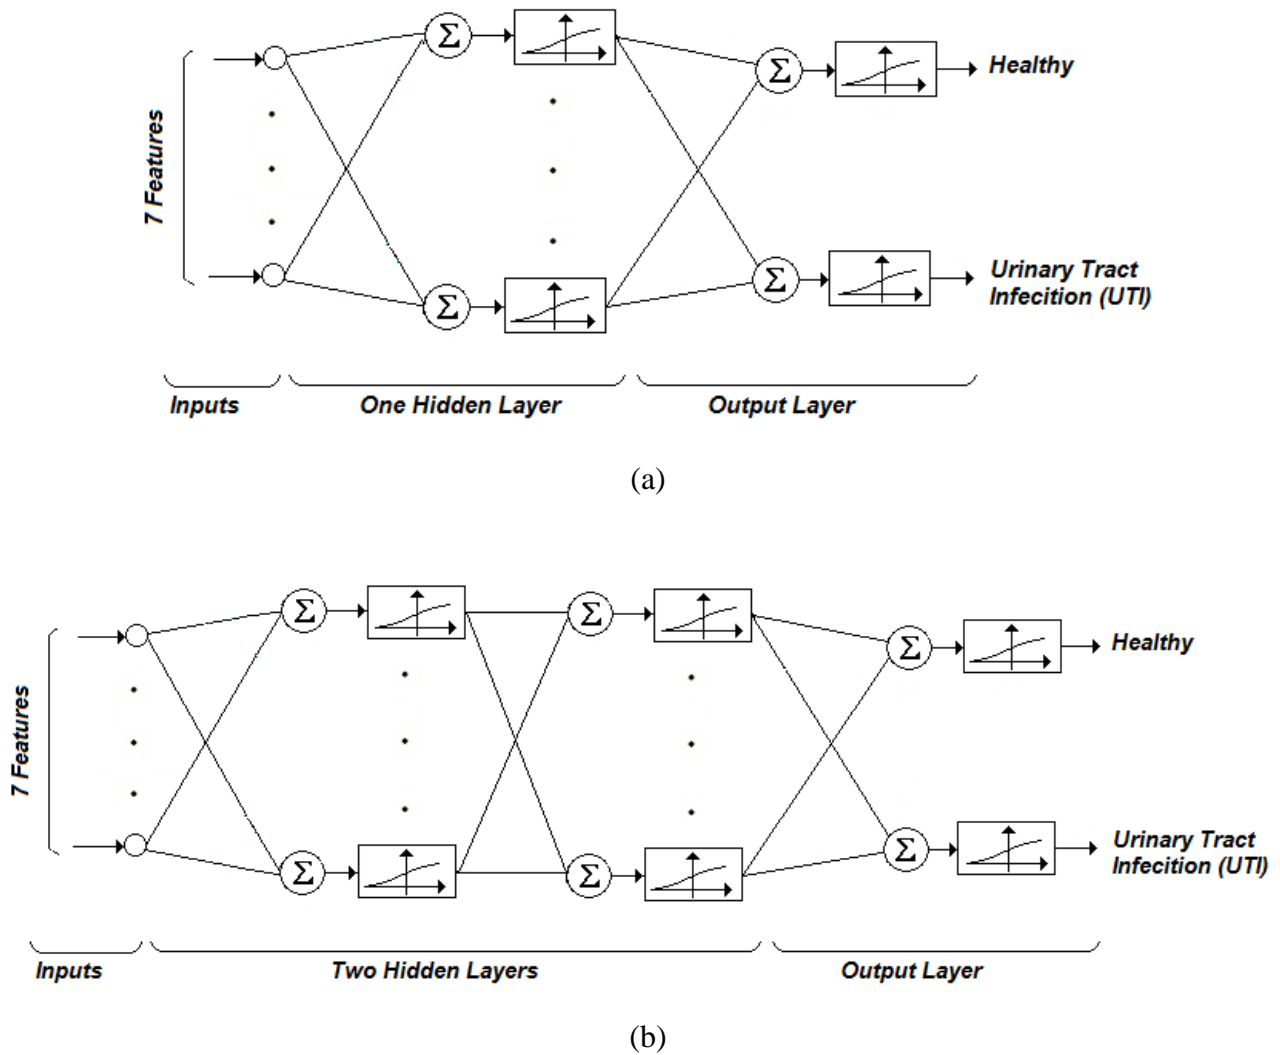 7 Features
Σ
Σ
Σ
Σ
Healthy
Urinary Tract
Infecition (UTI)
Inputs
One Hidden Layer
Output Layer
(a)
7 Features
Σ
Σ
Σ
Σ
Σ
Σ
Healthy
Urinary Tract
Infecition (UTI)
Inputs
Two Hidden Layers
Output Layer
(b)